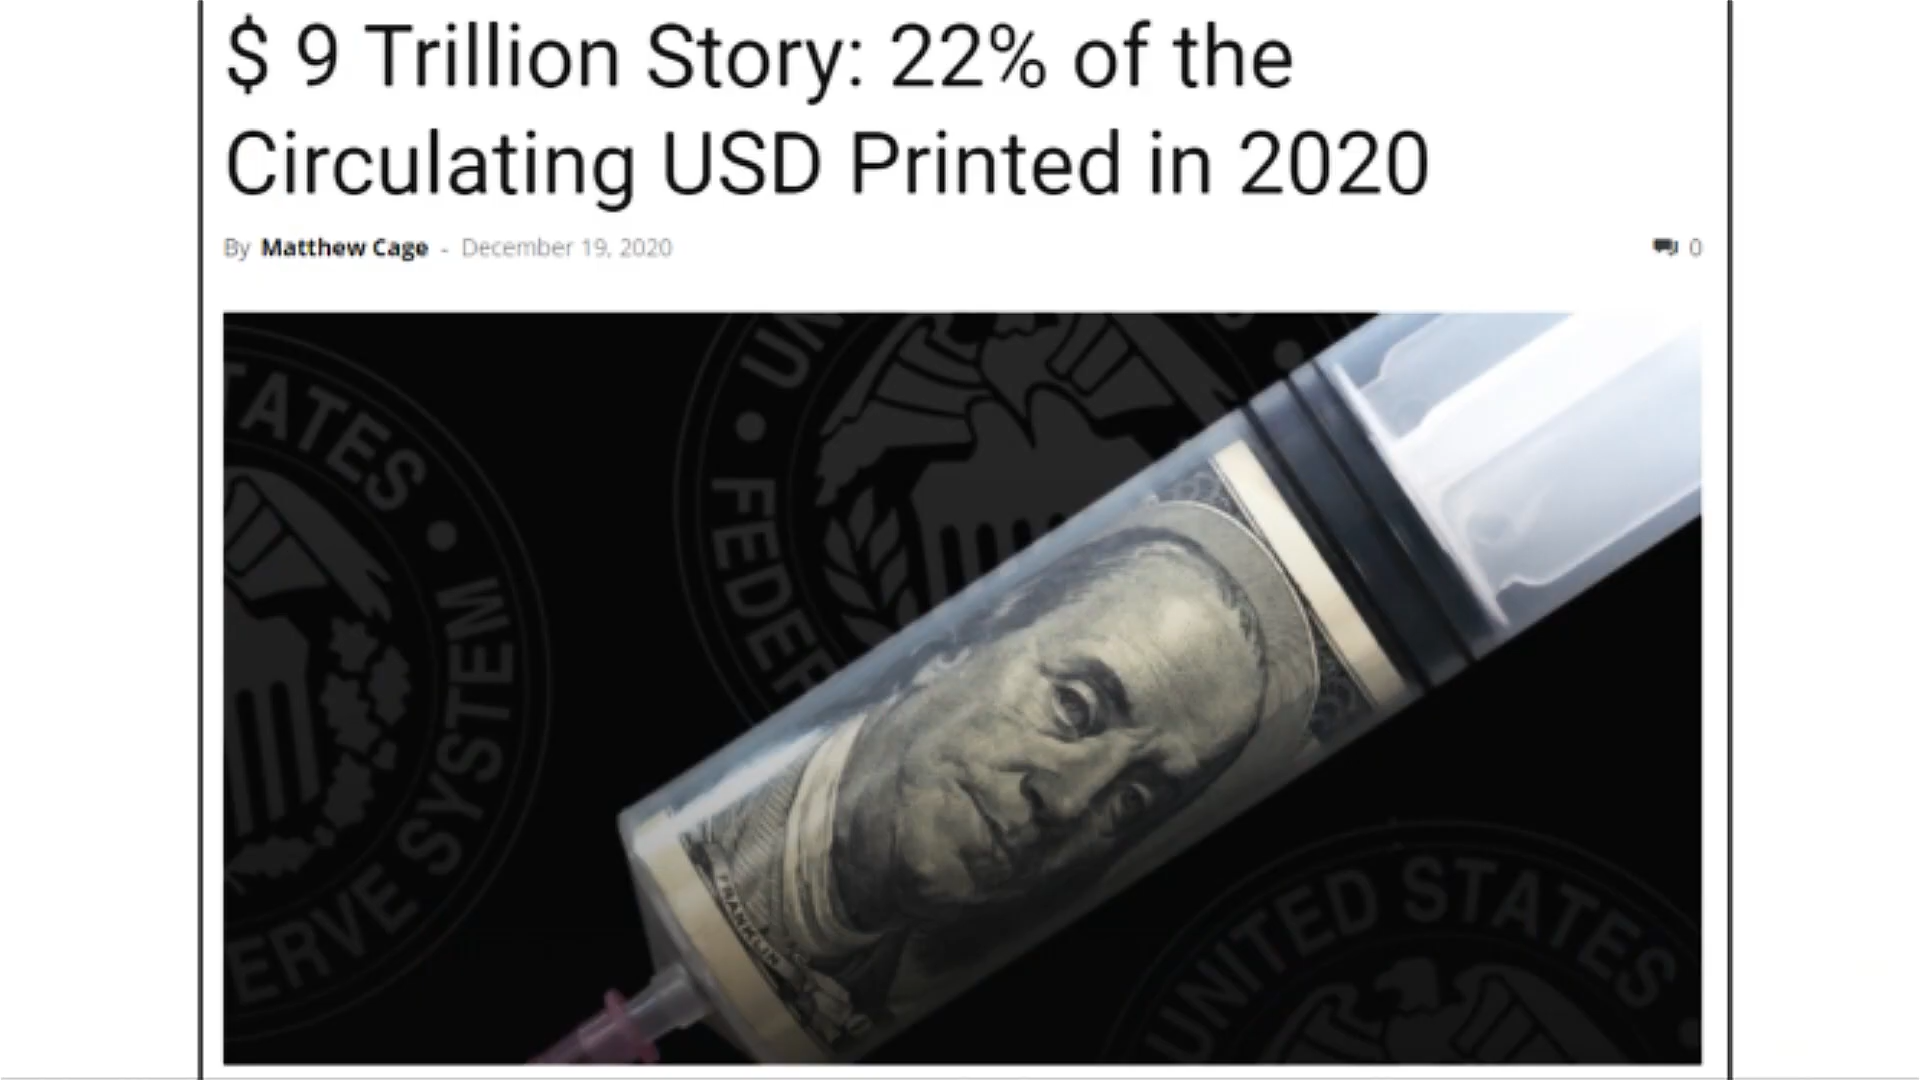 $ 9 Trillion Story: 22% of the
Circulating USD Printed in 2020
By Matthew Cage - December 19, 2020
0
TATES
ERVE SYSTEM
UN
FEDER
FRANKLIN
UNITED STATES